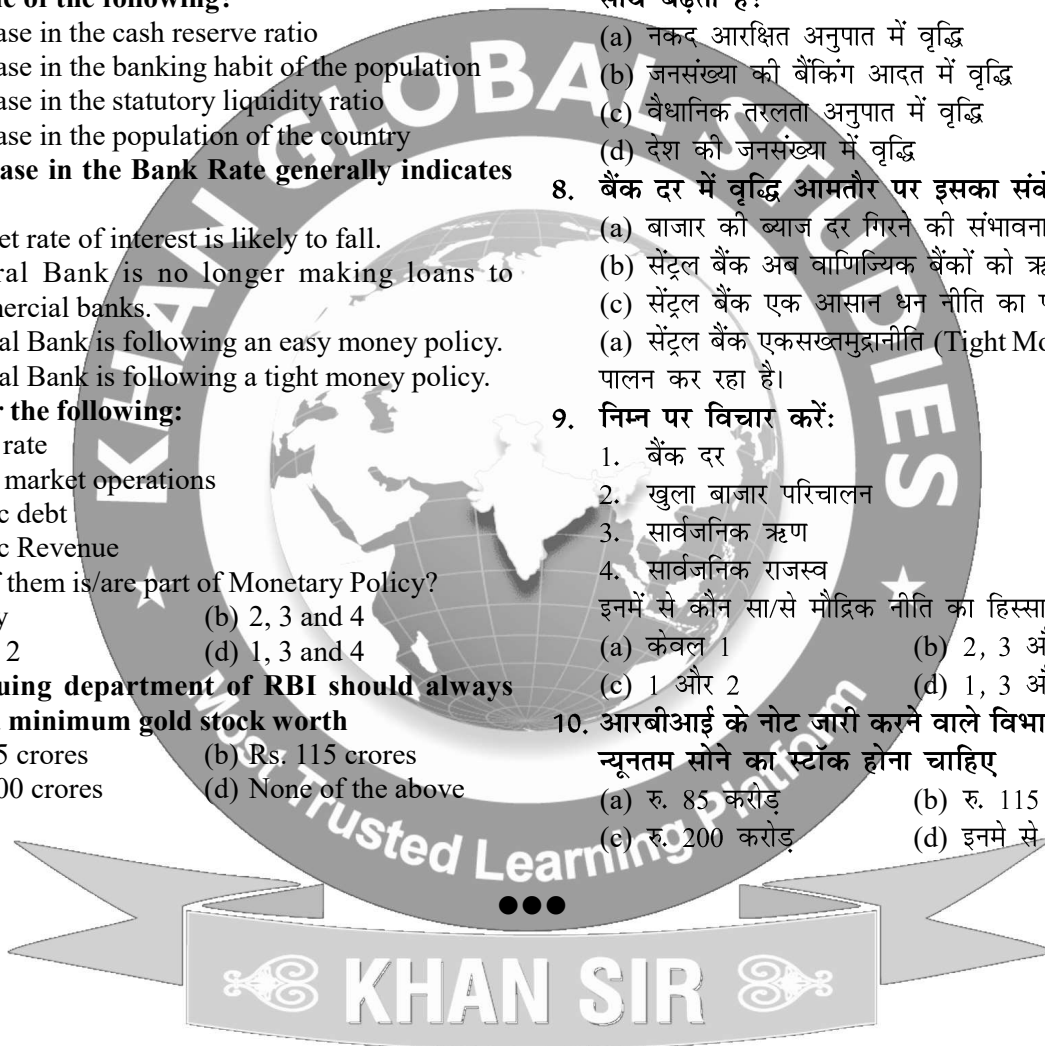 ne of the following?
ase in the cash reserve ratio
ase in the banking habit of the population
ase in the statutory liquidity ratio
ase in the population of the country
ase in the Bank Rate generally indicates
et rate of interest is likely to fall.
ral Bank is no longer making loans to
mercial banks.
al Bank is following an easy money policy.
al Bank is following a tight money policy.
r the following:
rate
market operations
c debt
c Revenue
f them is/are part of Monetary Policy?
y (b) 2, 3 and 4
2 (d) 1, 3 and 4
uing department of RBI should always
minimum gold stock worth
5 crores (b) Rs. 115 crores
00 crores (d) None of the above
साथ बढ़ता है?
(a) नकद आरक्षित अनुपात में वृद्धि
(b) जनसंख्या की बैंकिंग आदत में वृद्धि
(c) वैधानिक तरलता अनुपात में वृद्धि
(d) देश की जनसंख्या में वृद्धि
8. बैंक दर में वृद्धि आमतौर पर इसका संके
(a) बाजार की ब्याज दर गिरने की संभावना
(b) सेंट्रल बैंक अब वाणिज्यिक बैंकों को ऋ
(c) सेंट्रल बैंक एक आसान धन नीति का प
(a) सेंट्रल बैंक एकसख्तमुद्रानीति (Tight Mo
पालन कर रहा है।
9. निम्न पर विचार करें:
1. बैंक दर
2. खुला बाजार परिचालन
3. सार्वजनिक ऋण
4. सार्वजनिक राजस्व
इनमें से कौन सा/से मौद्रिक नीति का हिस्सा
(a) केवल 1 (b) 2, 3 औ
(c) 1 और 2 (d) 1, 3 औ
10. आरबीआई के नोट जारी करने वाले विभा
न्यूनतम सोने का स्टॉक होना चाहिए
(a) रु. 85 करोड़ (b) रु. 115
(c) रु. 200 करोड़ (d) इनमे से
KHAN GLOBAL STUDIES
Most Trusted Learning Platform
KHAN SIR